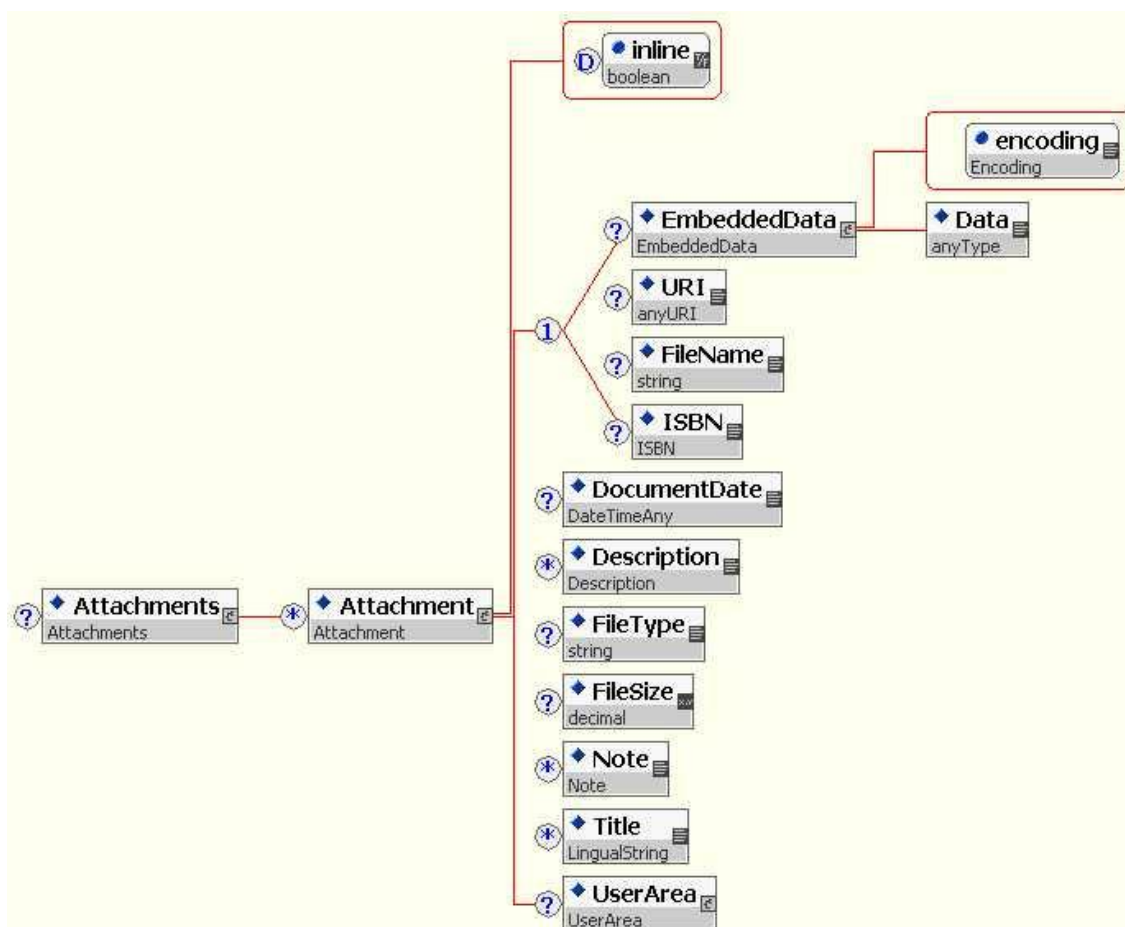 D
inline
boolean
encoding
Encoding
?
EmbeddedData
EmbeddedData
Data
anyType
?
URI
anyURI
1
?
FileName
string
?
ISBN
ISBN
?
DocumentDate
DateTimeAny
*
Description
Description
?
Attachments
Attachments
*
Attachment
Attachment
?
FileType
string
?
FileSize
decimal
*
Note
Note
*
Title
LingualString
?
UserArea
UserArea